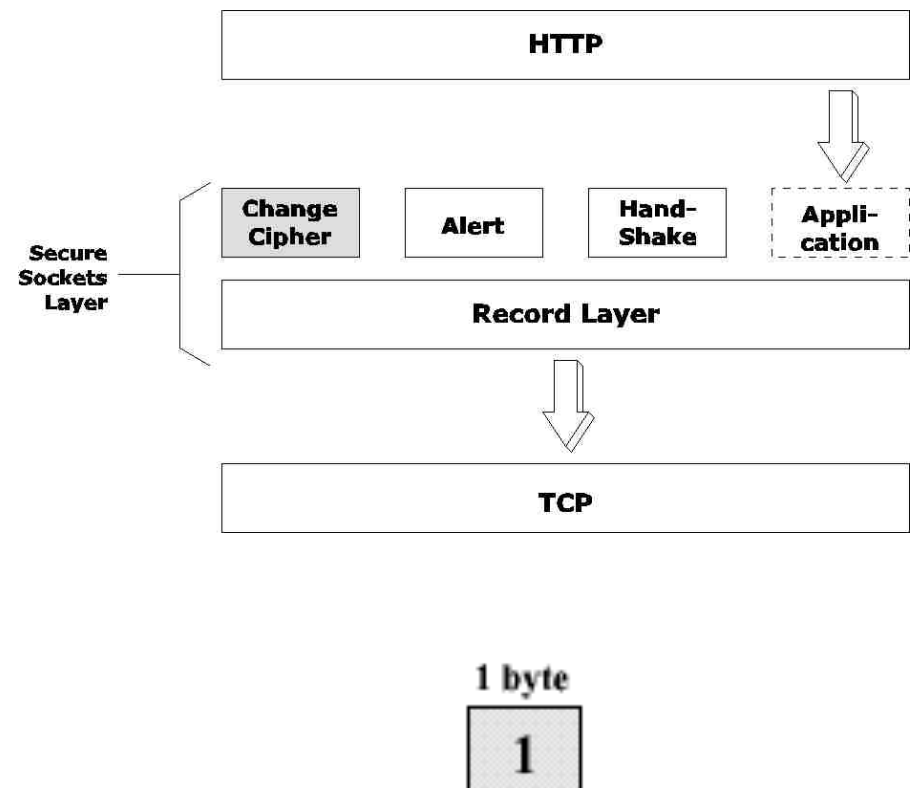 HTTP
Change
Cipher
Alert
Hand-
Shake
Appli-
cation
Secure
Sockets
Layer
Record Layer
TCP
1 byte
1